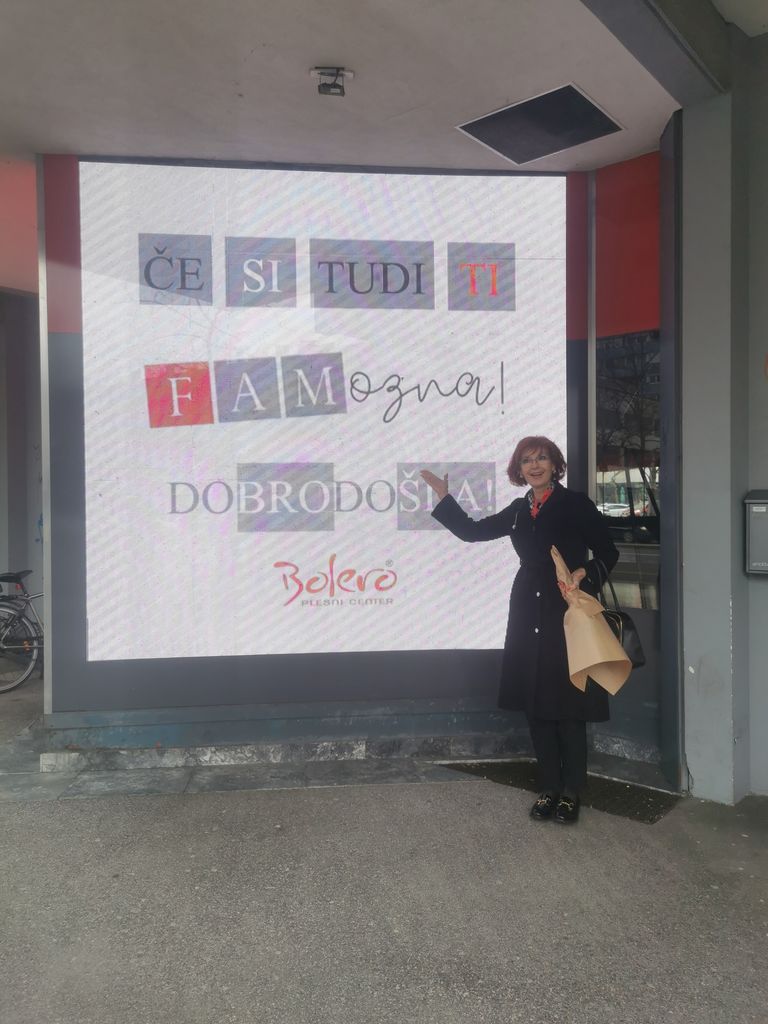 ČE SI TUDI TI
FAMozna!
DOBRODOŠLA!
Bolero®
PLESNI CENTER